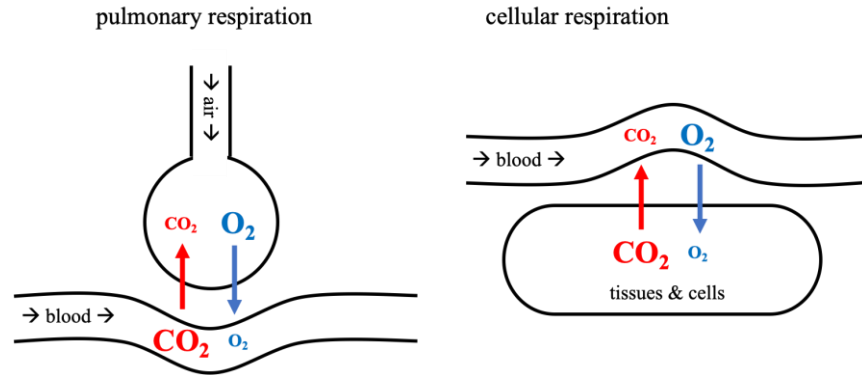 pulmonary respiration
→ air →
CO₂ O₂
→ blood →
CO₂ O₂
cellular respiration
CO₂ O₂
→ blood →
CO₂ O₂
tissues & cells